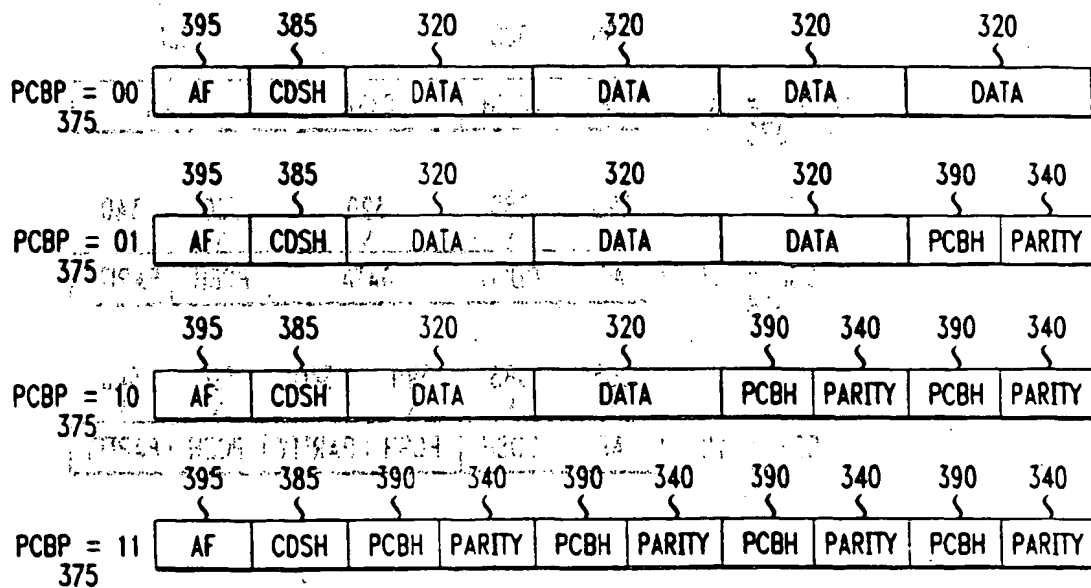 395 385 320 320 320 320
PCBP = 00 AF CDSH DATA DATA DATA DATA
375
395 385 320 320 320 390 340
PCBP = 01 AF CDSH DATA DATA DATA PCBH PARITY
375
395 385 320 320 390 340 390 340
PCBP = 10 AF CDSH DATA DATA PCBH PARITY PCBH PARITY
375
395 385 390 340 390 340 390 340 390 340
PCBP = 11 AF CDSH PCBH PARITY PCBH PARITY PCBH PARITY PCBH PARITY
375